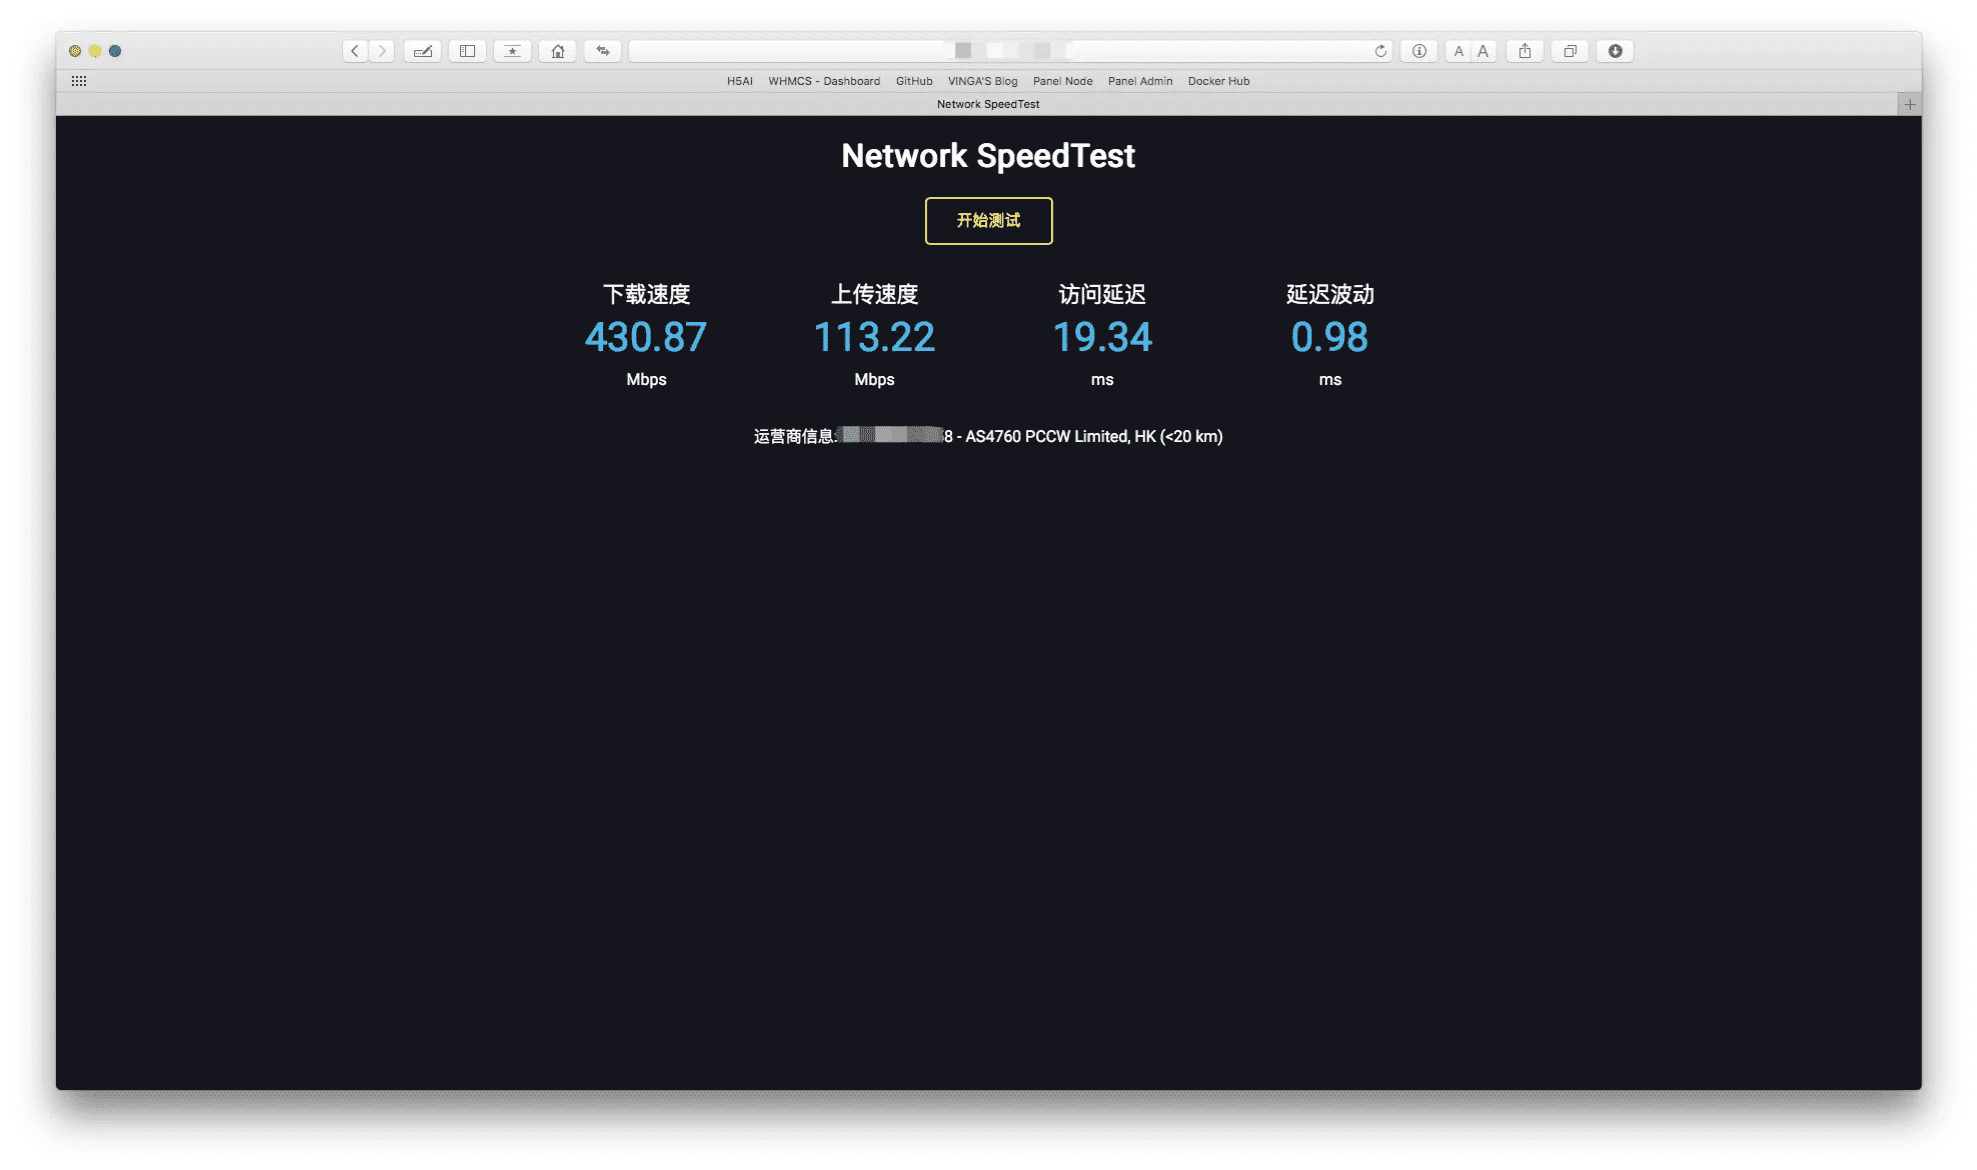 A A
H5AI WHMCS - Dashboard GitHub VINGA'S Blog Panel Node Panel Admin Docker Hub
Network SpeedTest
Network SpeedTest
开始测试
下载速度 上传速度 访问延迟 延迟波动
430.87 113.22 19.34 0.98
Mbps Mbps ms ms
运营商信息: 8 - AS4760 PCCW Limited, HK (<20 km)